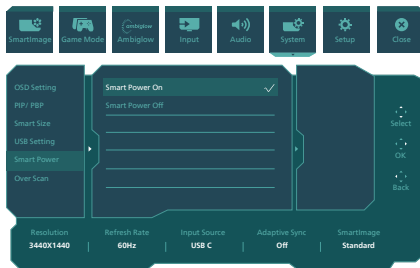 ambiglow
SmartImage Game Mode Ambiglow Input Audio System Setup Close
OSD Setting
PIP/ PBP
Smart Size
USB Setting
Smart Power
Over Scan
Smart Power On
Smart Power Off
Select
OK
Back
Resolution Refresh Rate Input Source Adaptive Sync SmartImage
3440X1440 60Hz USB C Off Standard